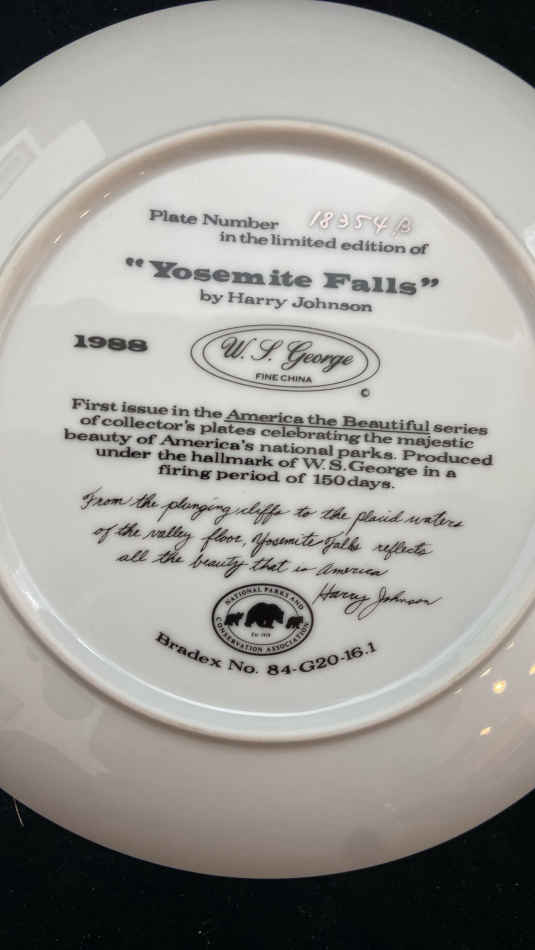 Plate Number 18354B
in the limited edition of
“Yosemite Falls”
by Harry Johnson
1988
W. S. George
FINE CHINA
©
First issue in the America the Beautiful series
of collector's plates celebrating the majestic
beauty of America's national parks. Produced
under the hallmark of W.S.George in a
firing period of 150 days.
From the plunging cliffs to the placid waters
of the valley floor, Yosemite Falls reflects
all the beauty that is America
Harry Johnson
NATIONAL PARKS AND
Est. 1919
CONSERVATION ASSOCIATION
Bradex No. 84-G20-16.1